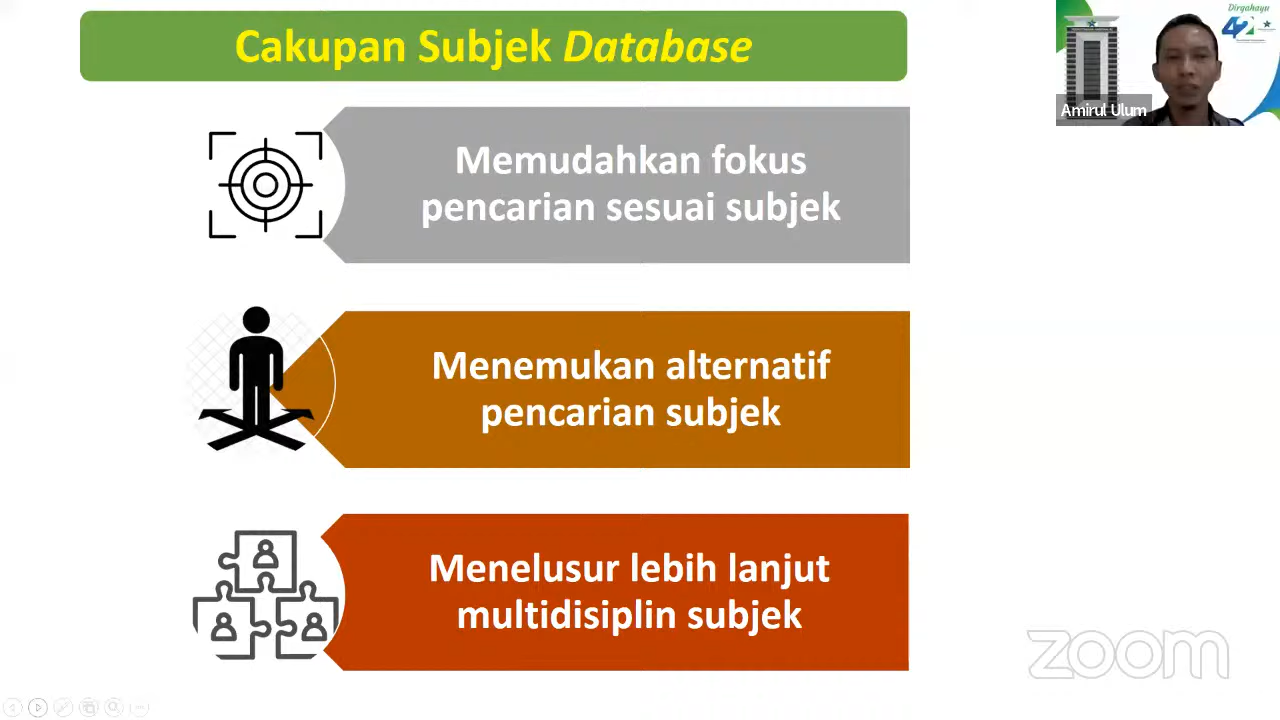 Cakupan Subjek Database
Memudahkan fokus
pencarian sesuai subjek
Menemukan alternatif
pencarian subjek
Menelusur lebih lanjut
multidisiplin subjek
Dirgahayu
42
Amirul Ulum
zoom